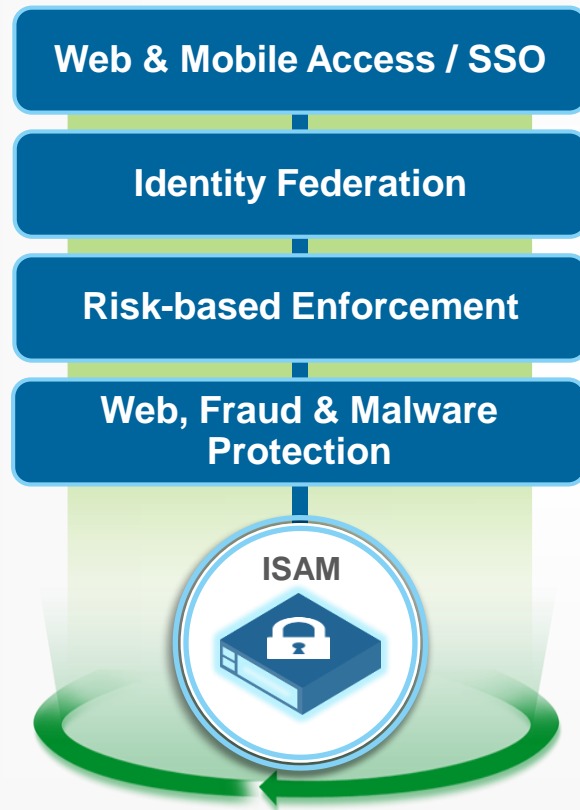 Web & Mobile Access / SSO
Identity Federation
Risk-based Enforcement
Web, Fraud & Malware
Protection
ISAM